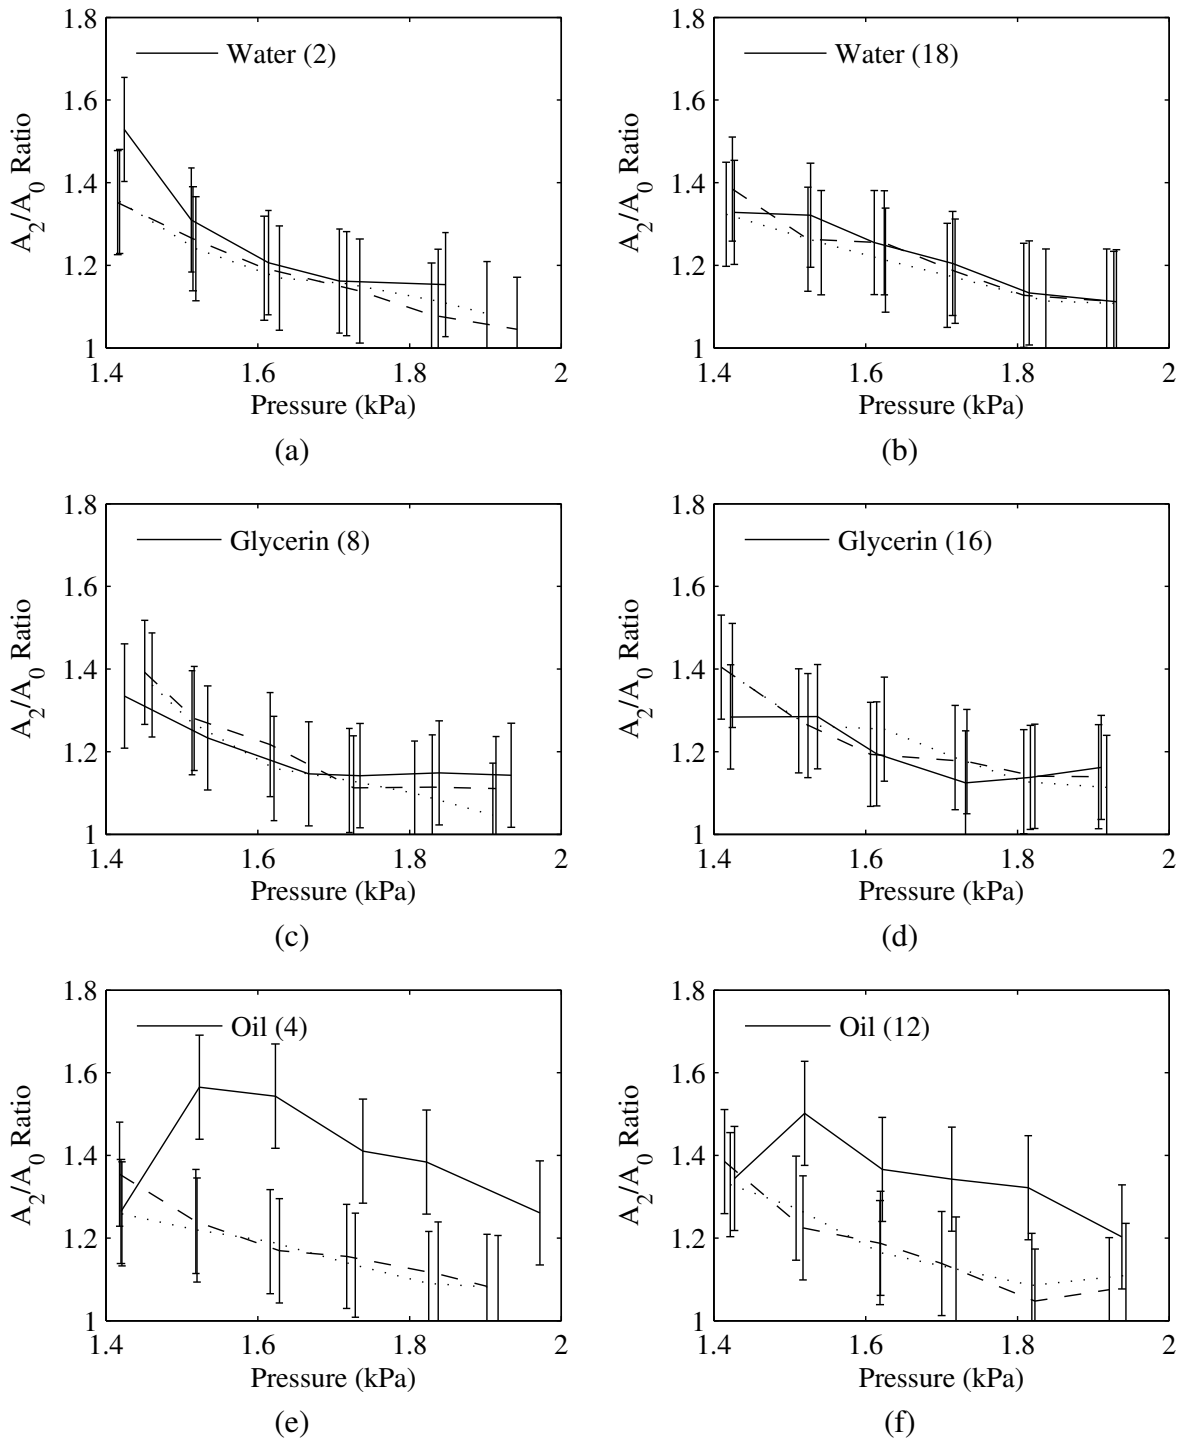 1.8
Water (2)
1.6
1.4
1.2
1
A2/A0 Ratio
1.4 1.6 1.8 2
Pressure (kPa)
(a)
1.8
Water (18)
1.6
1.4
1.2
1
A2/A0 Ratio
1.4 1.6 1.8 2
Pressure (kPa)
(b)
1.8
Glycerin (8)
1.6
1.4
1.2
1
A2/A0 Ratio
1.4 1.6 1.8 2
Pressure (kPa)
(c)
1.8
Glycerin (16)
1.6
1.4
1.2
1
A2/A0 Ratio
1.4 1.6 1.8 2
Pressure (kPa)
(d)
1.8
Oil (4)
1.6
1.4
1.2
1
A2/A0 Ratio
1.4 1.6 1.8 2
Pressure (kPa)
(e)
1.8
Oil (12)
1.6
1.4
1.2
1
A2/A0 Ratio
1.4 1.6 1.8 2
Pressure (kPa)
(f)